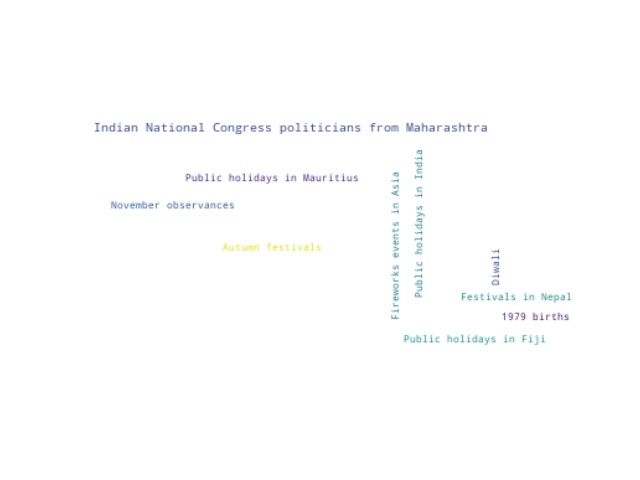 Indian National Congress politicians from Maharashtra
Public holidays in Mauritius
November observances
Autumn festivals
Fireworks events in Asia
Public holidays in India
Diwali
Festivals in Nepal
1979 births
Public holidays in Fiji